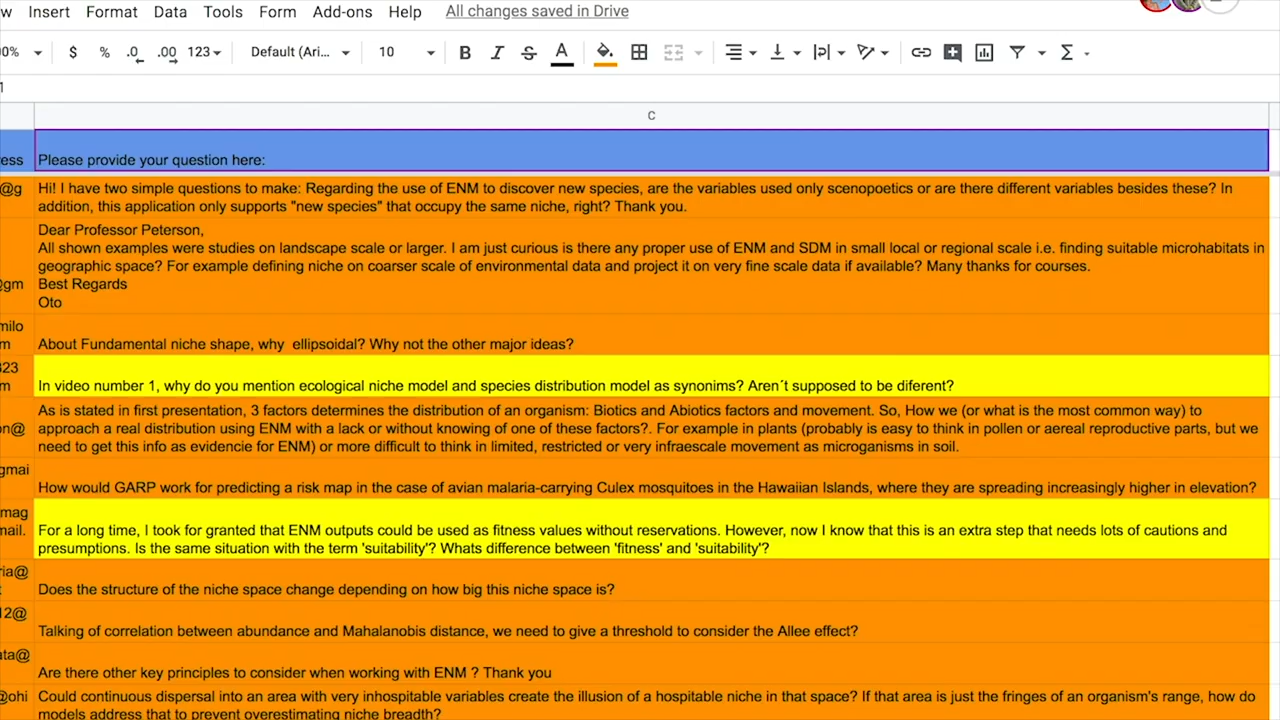 w Insert Format Data Tools Form Add-ons Help All changes saved in Drive
0% $ % .0 .00 123 Default (Ari... 10 B I S A Σ
1
C
ess Please provide your question here:
@g Hi! I have two simple questions to make: Regarding the use of ENM to discover new species, are the variables used only scenopoetics or are there different variables besides these? In
addition, this application only supports "new species" that occupy the same niche, right? Thank you.
Dear Professor Peterson,
All shown examples were studies on landscape scale or larger. I am just curious is there any proper use of ENM and SDM in small local or regional scale i.e. finding suitable microhabitats in
geographic space? For example defining niche on coarser scale of environmental data and project it on very fine scale data if available? Many thanks for courses.
@gm Best Regards
Oto
milo
m About Fundamental niche shape, why ellipsoidal? Why not the other major ideas?
323
m In video number 1, why do you mention ecological niche model and species distribution model as synonims? Aren´t supposed to be diferent?
As is stated in first presentation, 3 factors determines the distribution of an organism: Biotics and Abiotics factors and movement. So, How we (or what is the most common way) to
on@ approach a real distribution using ENM with a lack or without knowing of one of these factors?. For example in plants (probably is easy to think in pollen or aereal reproductive parts, but we
need to get this info as evidencie for ENM) or more difficult to think in limited, restricted or very infraescale movement as microganisms in soil.
gmai
How would GARP work for predicting a risk map in the case of avian malaria-carrying Culex mosquitoes in the Hawaiian Islands, where they are spreading increasingly higher in elevation?
mag
mail. For a long time, I took for granted that ENM outputs could be used as fitness values without reservations. However, now I know that this is an extra step that needs lots of cautions and
presumptions. Is the same situation with the term 'suitability'? Whats difference between 'fitness' and 'suitability'?
ria@
t Does the structure of the niche space change depending on how big this niche space is?
12@
Talking of correlation between abundance and Mahalanobis distance, we need to give a threshold to consider the Allee effect?
ata@
Are there other key principles to consider when working with ENM ? Thank you
@ohi Could continuous dispersal into an area with very inhospitable variables create the illusion of a hospitable niche in that space? If that area is just the fringes of an organism's range, how do
models address that to prevent overestimating niche breadth?